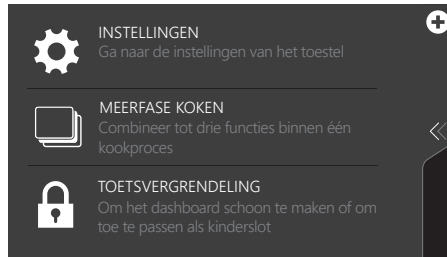 INSTELLINGEN
Ga naar de instellingen van het toestel
MEERFASE KOKEN
Combineer tot drie functies binnen één
kookproces
TOETSVERGRENDELING
Om het dashboard schoon te maken of om
toe te passen als kinderslot